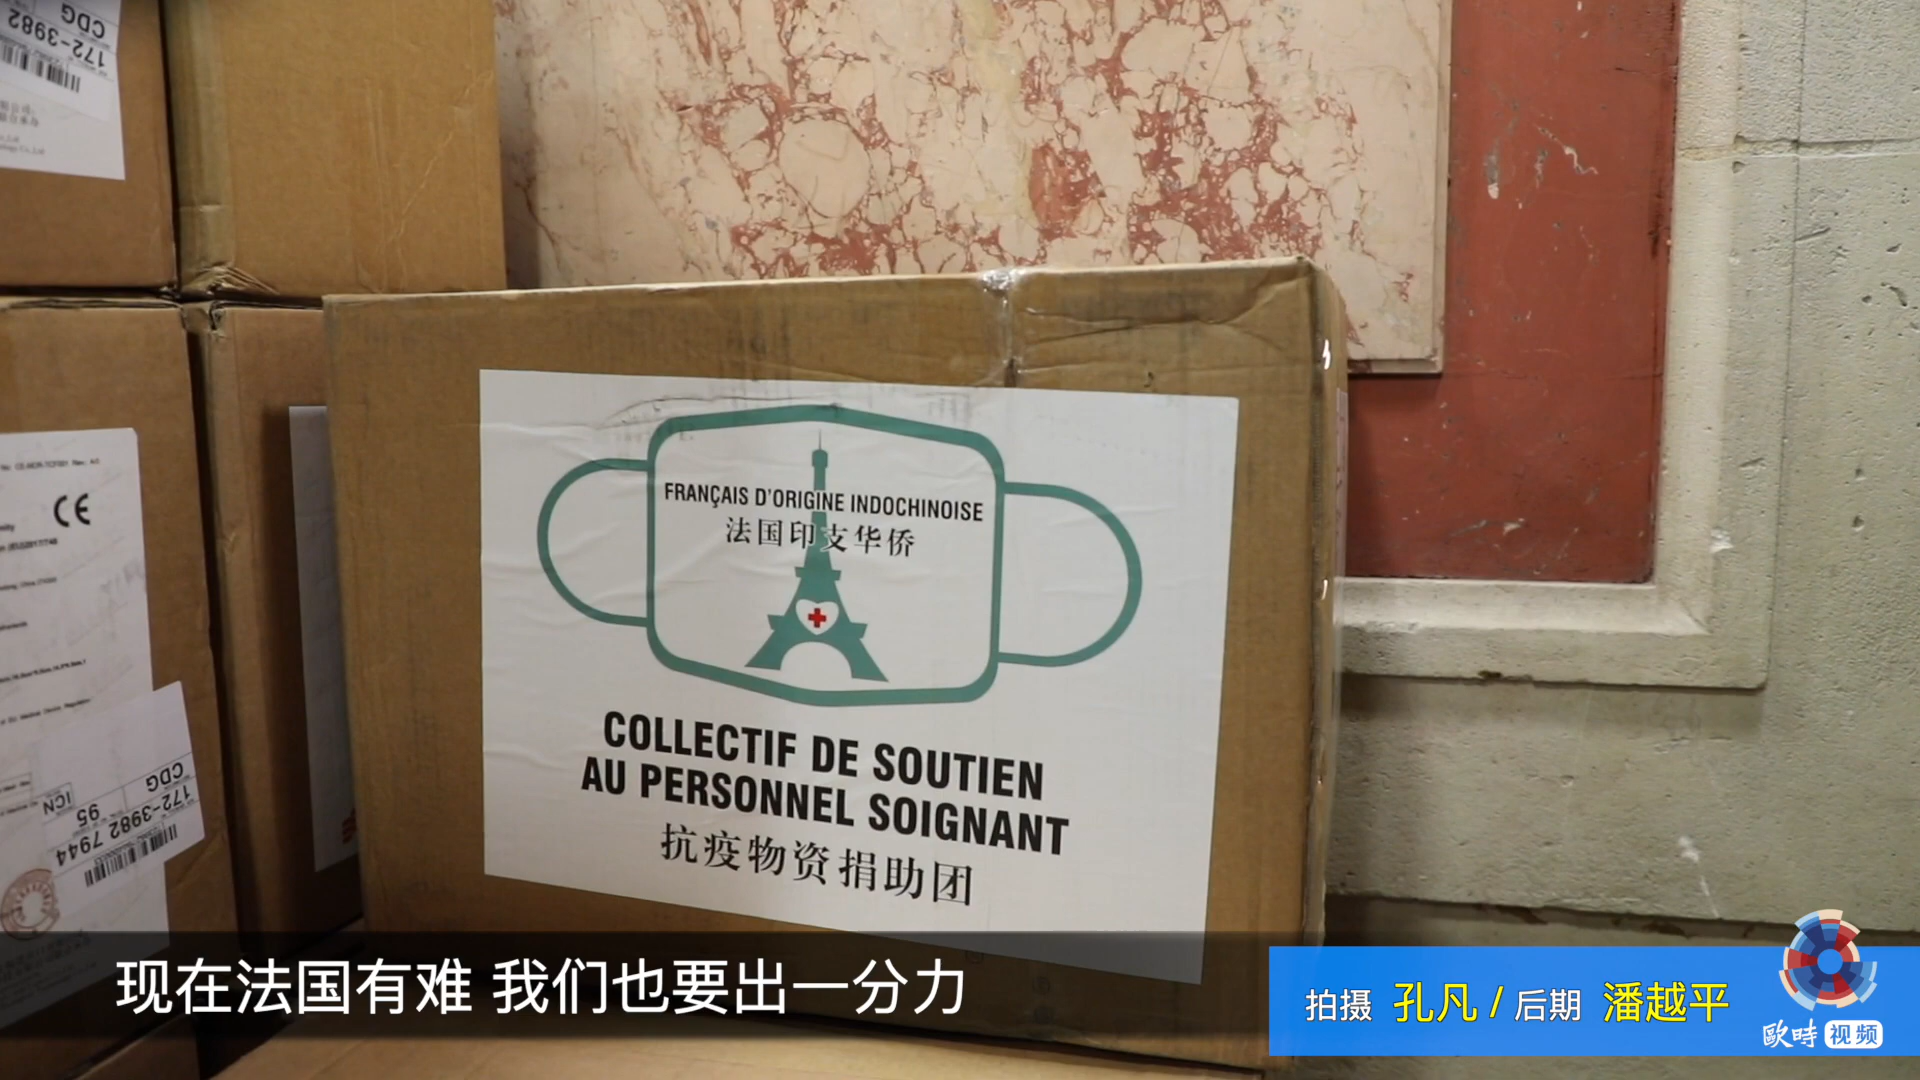 CDG
172-3982
CE
CDG
172-3982 7944
95
ICN
FRANÇAIS D'ORIGINE INDOCHINOISE
法国印支华侨
COLLECTIF DE SOUTIEN
AU PERSONNEL SOIGNANT
抗疫物资捐助团
现在法国有难 我们也要出一分力
拍摄 孔凡 / 后期 潘越平
歐時 视频